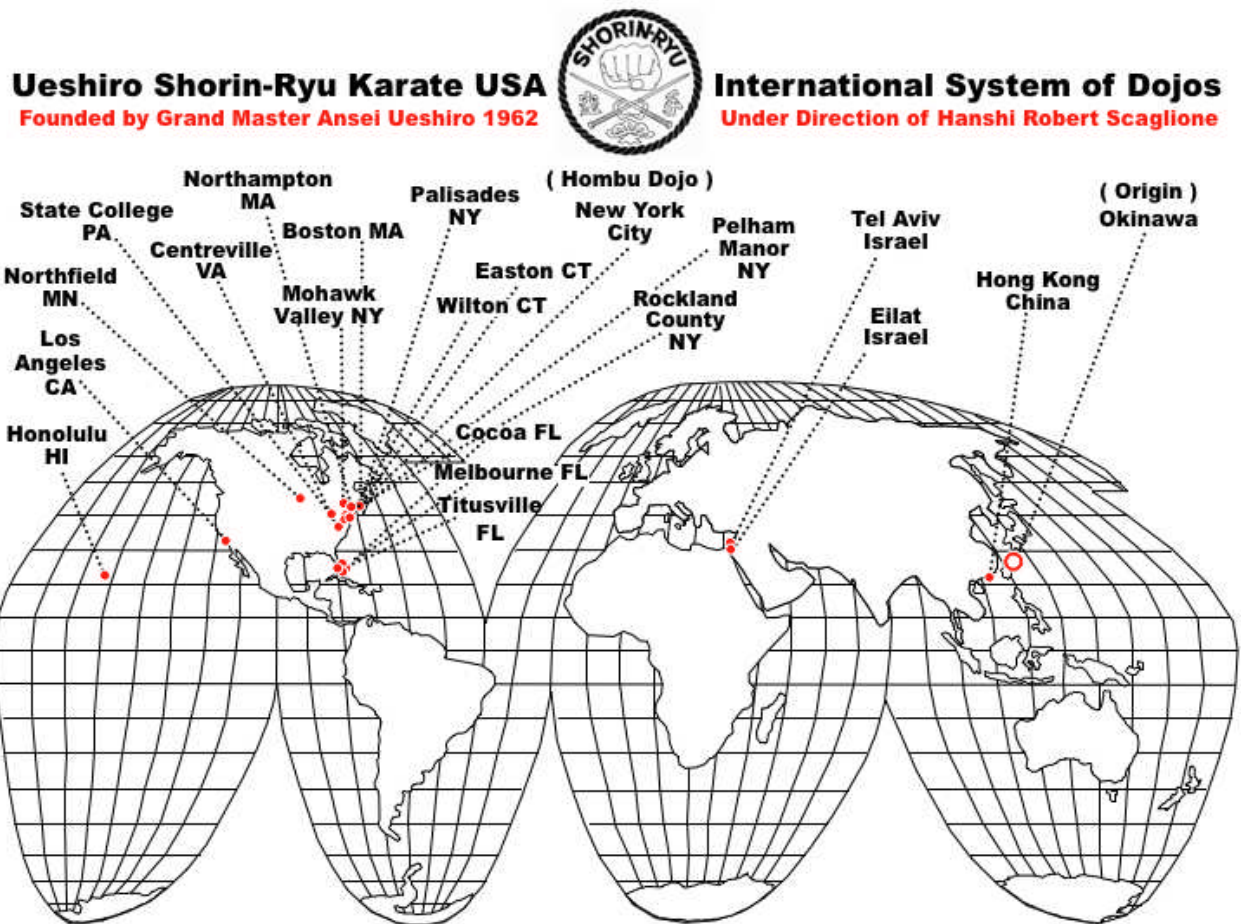 SHORIN-RYU
Ueshiro Shorin-Ryu Karate USA
International System of Dojos
Founded by Grand Master Ansei Ueshiro 1962
Under Direction of Hanshi Robert Scaglione
Northampton
MA
State College
PA
Centreville
VA
Boston MA
Palisades
NY
( Hombu Dojo )
New York
City
Pelham
Manor
NY
Tel Aviv
Israel
( Origin )
Okinawa
Northfield
MN
Mohawk
Valley NY
Easton CT
Wilton CT
Rockland
County
NY
Eilat
Israel
Hong Kong
China
Los
Angeles
CA
Honolulu
HI
Cocoa FL
Melbourne FL
Titusville
FL